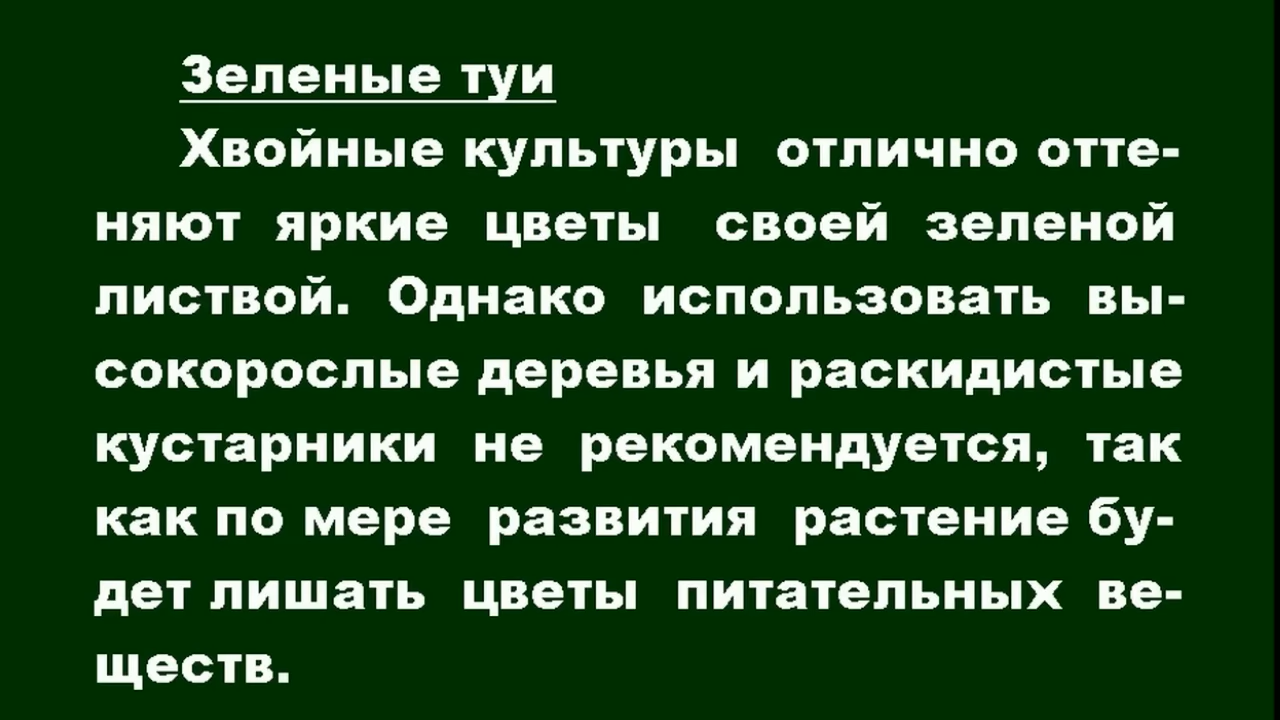 Зеленые туи
Хвойные культуры отлично отте-
няют яркие цветы своей зеленой
листвой. Однако использовать вы-
сокорослые деревья и раскидистые
кустарники не рекомендуется, так
как по мере развития растение бу-
дет лишать цветы питательных ве-
ществ.